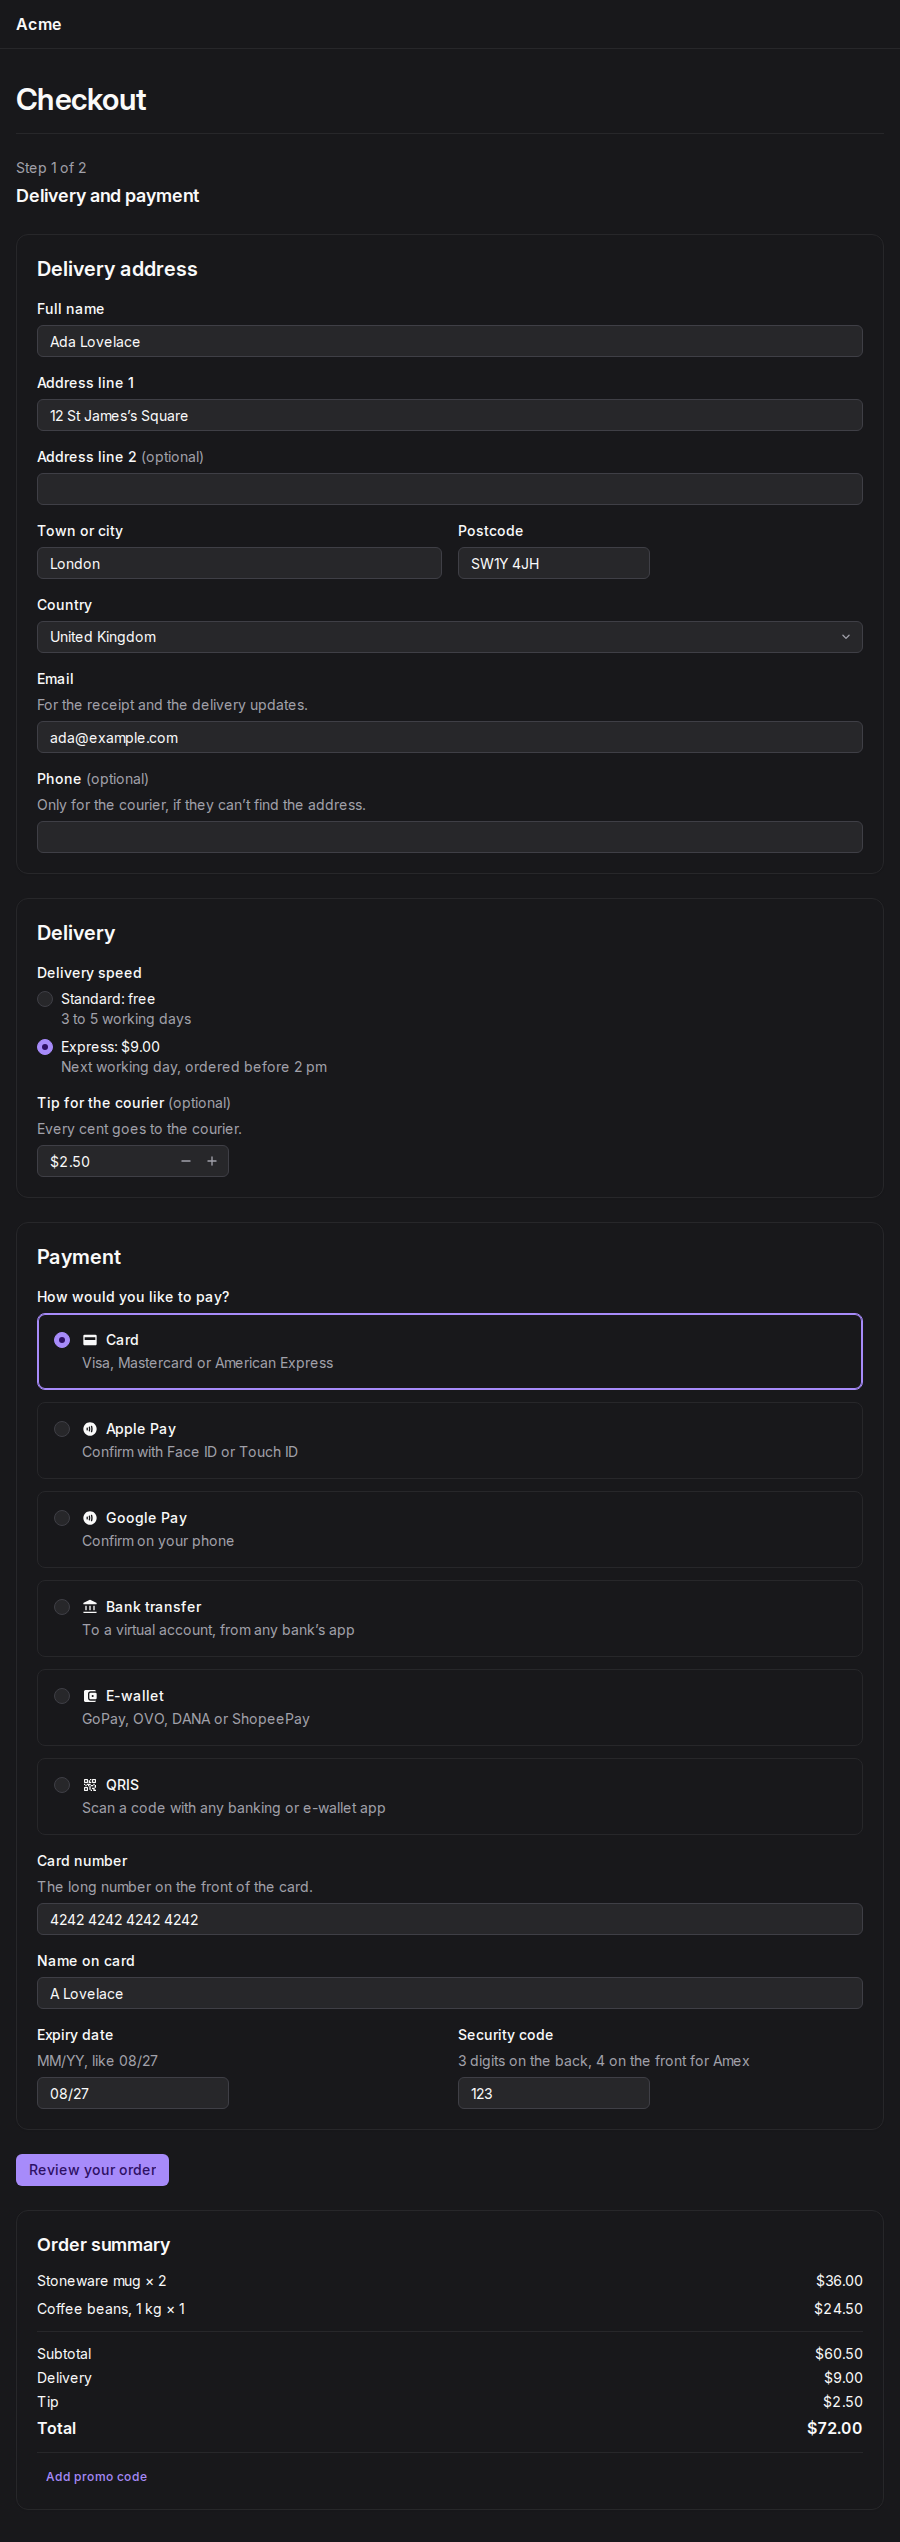 Acme
Checkout
Step 1 of 2
Delivery and payment
Delivery address
Full name
Ada Lovelace
Address line 1
12 St James’s Square
Address line 2 (optional)
Town or city
Postcode
London
SW1Y 4JH
Country
United Kingdom
Email
For the receipt and the delivery updates.
ada@example.com
Phone (optional)
Only for the courier, if they can’t find the address.
Delivery
Delivery speed
Standard: free
3 to 5 working days
Express: $9.00
Next working day, ordered before 2 pm
Tip for the courier (optional)
Every cent goes to the courier.
$2.50
Payment
How would you like to pay?
Card
Visa, Mastercard or American Express
Apple Pay
Confirm with Face ID or Touch ID
Google Pay
Confirm on your phone
Bank transfer
To a virtual account, from any bank’s app
E-wallet
GoPay, OVO, DANA or ShopeePay
QRIS
Scan a code with any banking or e-wallet app
Card number
The long number on the front of the card.
4242 4242 4242 4242
Name on card
A Lovelace
Expiry date
Security code
MM/YY, like 08/27
3 digits on the back, 4 on the front for Amex
08/27
123
Review your order
Order summary
Stoneware mug × 2 $36.00
Coffee beans, 1 kg × 1 $24.50
Subtotal $60.50
Delivery $9.00
Tip $2.50
Total $72.00
Add promo code